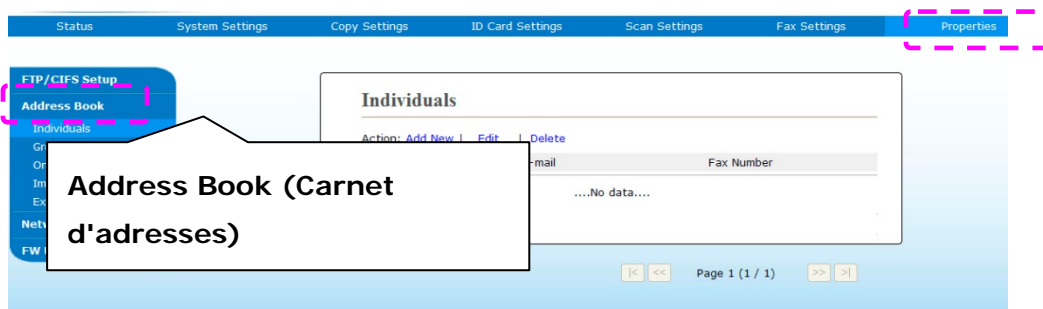 Status System Settings Copy Settings ID Card Settings Scan Settings Fax Settings Properties
FTP/CIFS Setup
Address Book
Individuals
Address Book (Carnet
d'adresses)
Individuals
Action: Add New | Edit | Delete
-mail Fax Number
....No data....
|< << Page 1 (1 / 1) >> >|